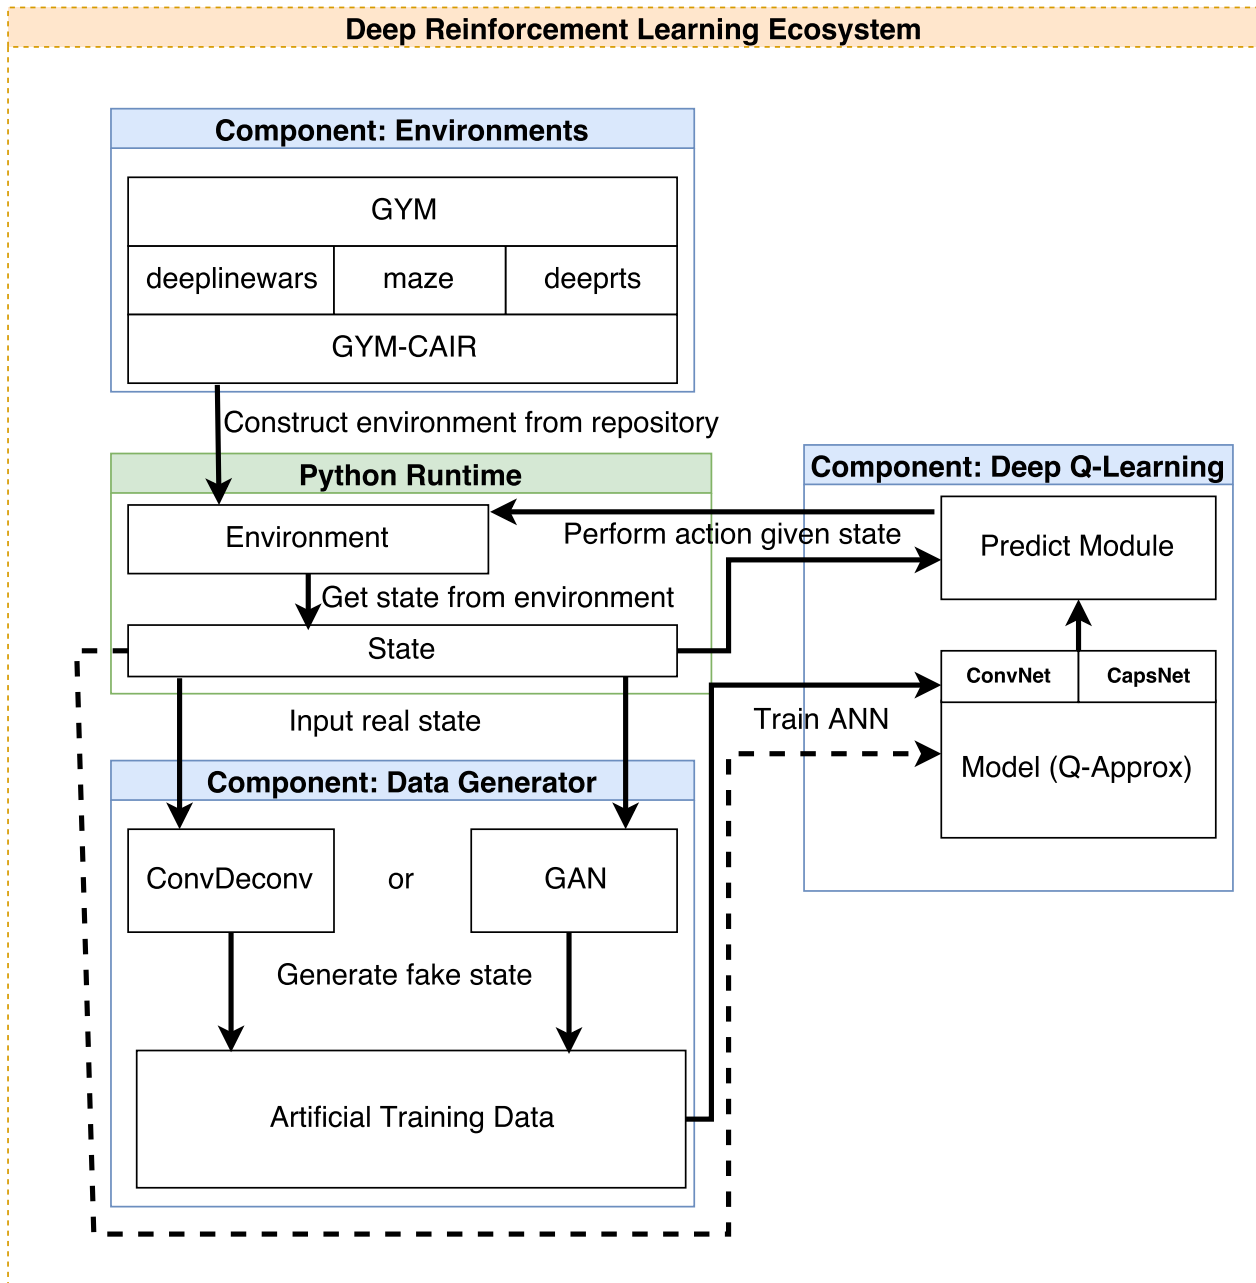 Deep Reinforcement Learning Ecosystem
Component: Environments
GYM
deeplinewars
maze
deeprts
GYM-CAIR
Construct environment from repository
Python Runtime
Environment
Get state from environment
State
Component: Deep Q-Learning
Perform action given state
Predict Module
ConvNet
CapsNet
Model (Q-Approx)
Train ANN
Input real state
Component: Data Generator
ConvDeconv
or
GAN
Generate fake state
Artificial Training Data